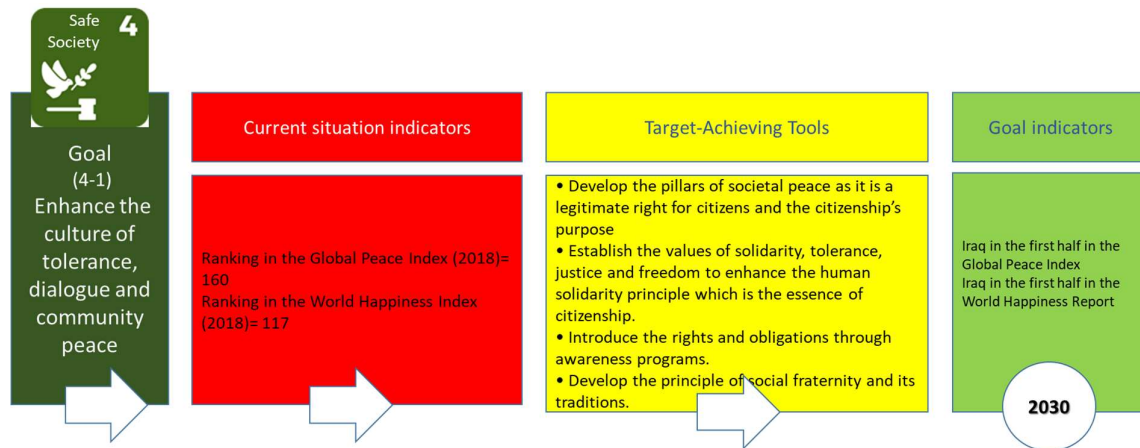 Safe
Society
4
Goal
(4-1)
Enhance the
culture of
tolerance,
dialogue and
community
peace
Current situation indicators
Ranking in the Global Peace Index (2018)=
160
Ranking in the World Happiness Index
(2018)= 117
Target-Achieving Tools
• Develop the pillars of societal peace as it is a
legitimate right for citizens and the citizenship's
purpose
• Establish the values of solidarity, tolerance,
justice and freedom to enhance the human
solidarity principle which is the essence of
citizenship.
• Introduce the rights and obligations through
awareness programs.
• Develop the principle of social fraternity and its
traditions.
Goal indicators
Iraq in the first half in the
Global Peace Index
Iraq in the first half in the
World Happiness Report
2030